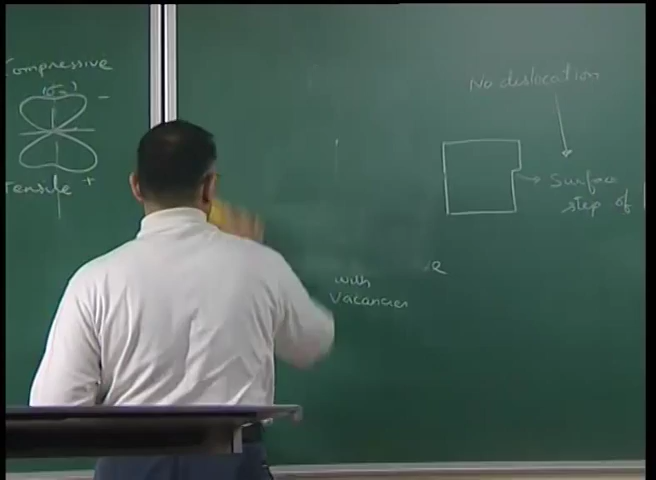 Compressive
−
Tensile +
No dislocation
Surface
step of
with
Vacancies